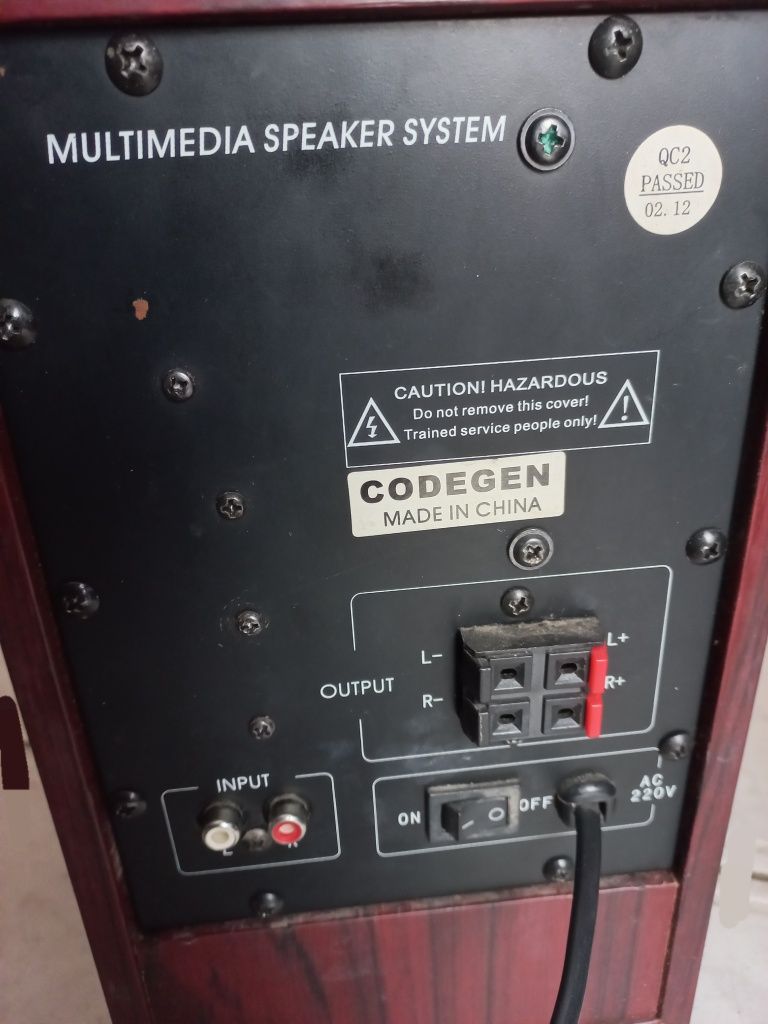 MULTIMEDIA SPEAKER SYSTEM
QC2
PASSED
02.12
CAUTION! HAZARDOUS
Do not remove this cover!
Trained service people only!
CODEGEN
MADE IN CHINA
L- L+
OUTPUT
R- R+
INPUT
L R
ON OFF
AC
220V